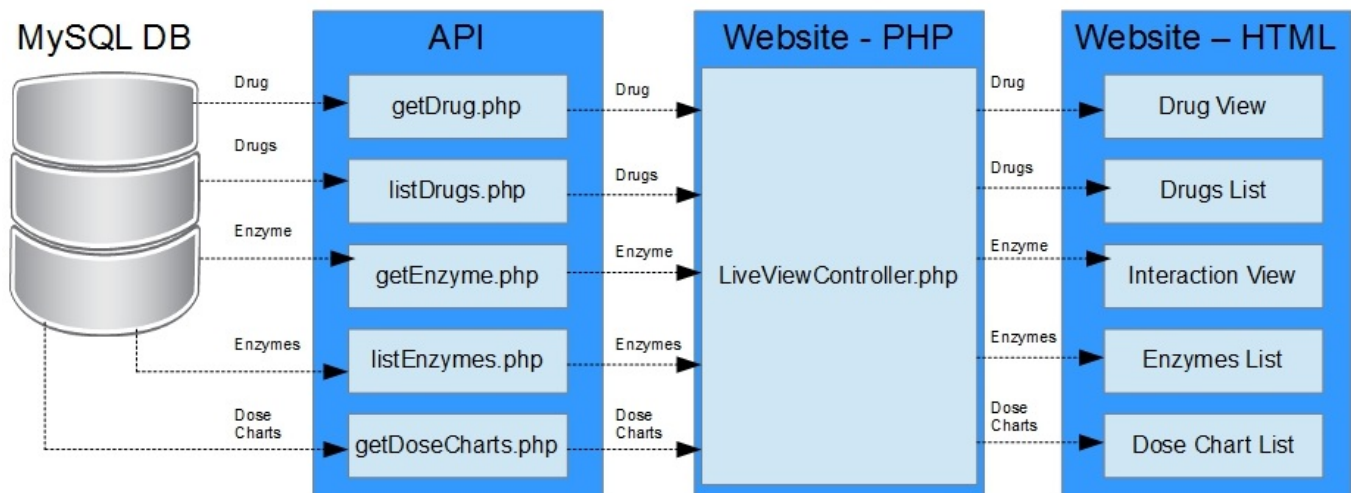 MySQL DB
API
Website - PHP
Website – HTML
Drug
getDrug.php
Drug
Drug
Drug View
Drugs
listDrugs.php
Drugs
Drugs
Drugs List
Enzyme
getEnzyme.php
Enzyme
LiveViewController.php
Enzyme
Interaction View
Enzymes
listEnzymes.php
Enzymes
Enzymes
Enzymes List
Dose
Charts
getDoseCharts.php
Dose
Charts
Dose
Charts
Dose Chart List